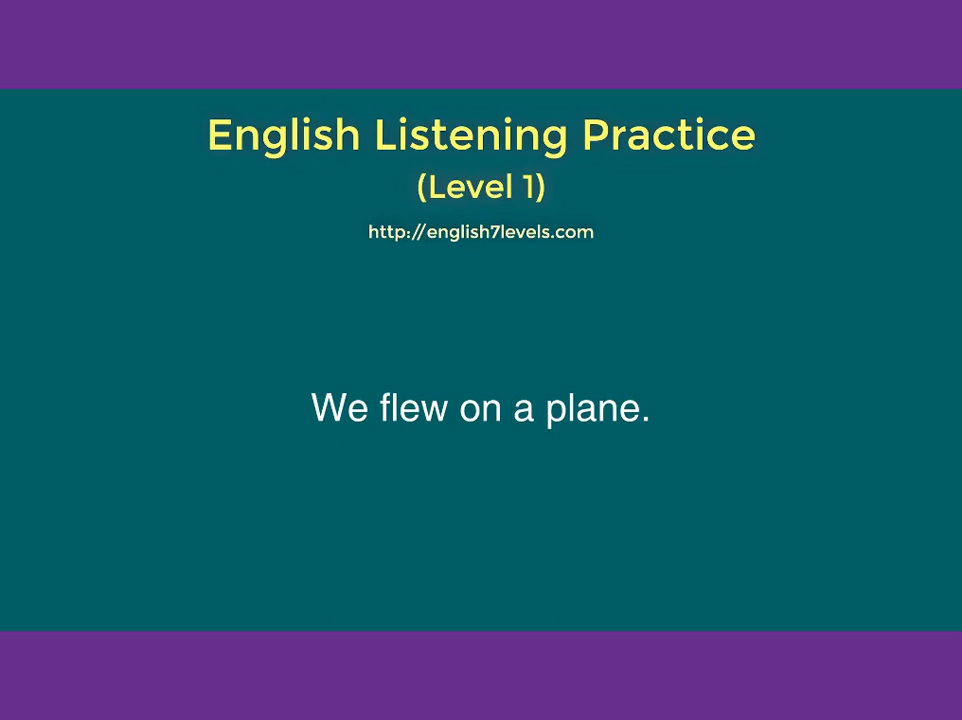 English Listening Practice
(Level 1)
http://english7levels.com
We flew on a plane.